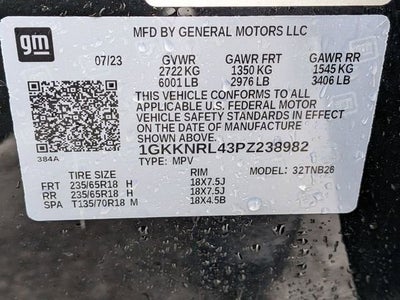 gm
MFD BY GENERAL MOTORS LLC
07/23 GVWR GAWR FRT GAWR RR
2722 KG 1350 KG 1545 KG
6001 LB 2976 LB 3406 LB
THIS VEHICLE CONFORMS TO ALL
APPLICABLE U.S. FEDERAL MOTOR
VEHICLE SAFETY STANDARDS IN EFFECT
ON THE DATE OF MANUFACTURE
SHOWN ABOVE.
384A
1GKKNRL43PZ238982
TYPE: MPV MODEL: 32TNB26
TIRE SIZE RIM
FRT 235/65R18 H 18X7.5J
RR 235/65R18 H 18X7.5J
SPA T135/70R18 M 18X4.5B